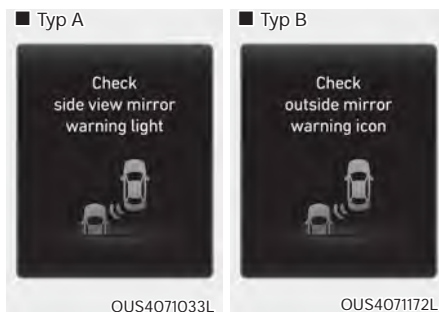 ■ Typ A
Check
side view mirror
warning light
OUS4071033L
■ Typ B
Check
outside mirror
warning icon
OUS4071172L